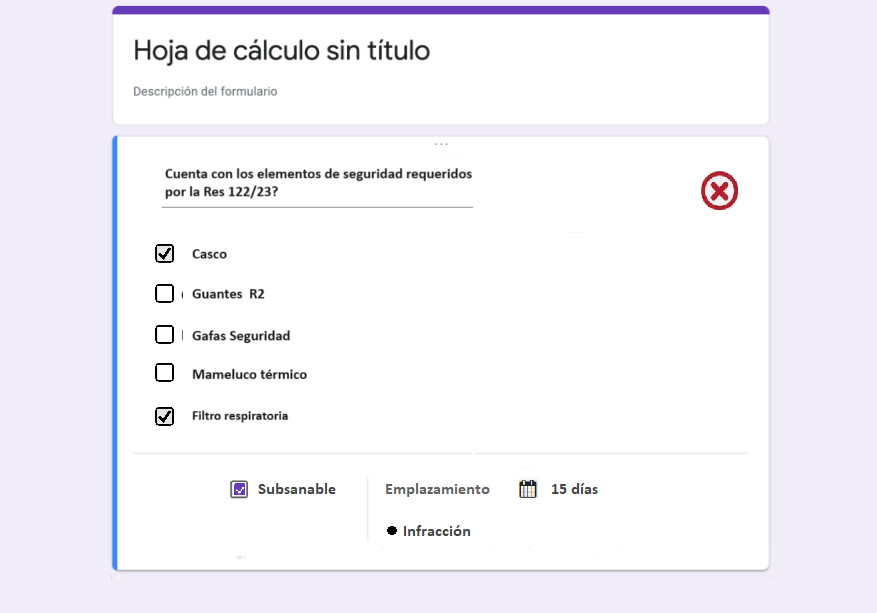 Hoja de cálculo sin título
Descripción del formulario
Cuenta con los elementos de seguridad requeridos
por la Res 122/23?
Casco
Guantes R2
Gafas Seguridad
Mameluco térmico
Filtro respiratoria
Subsanable
Emplazamiento
15 días
Infracción